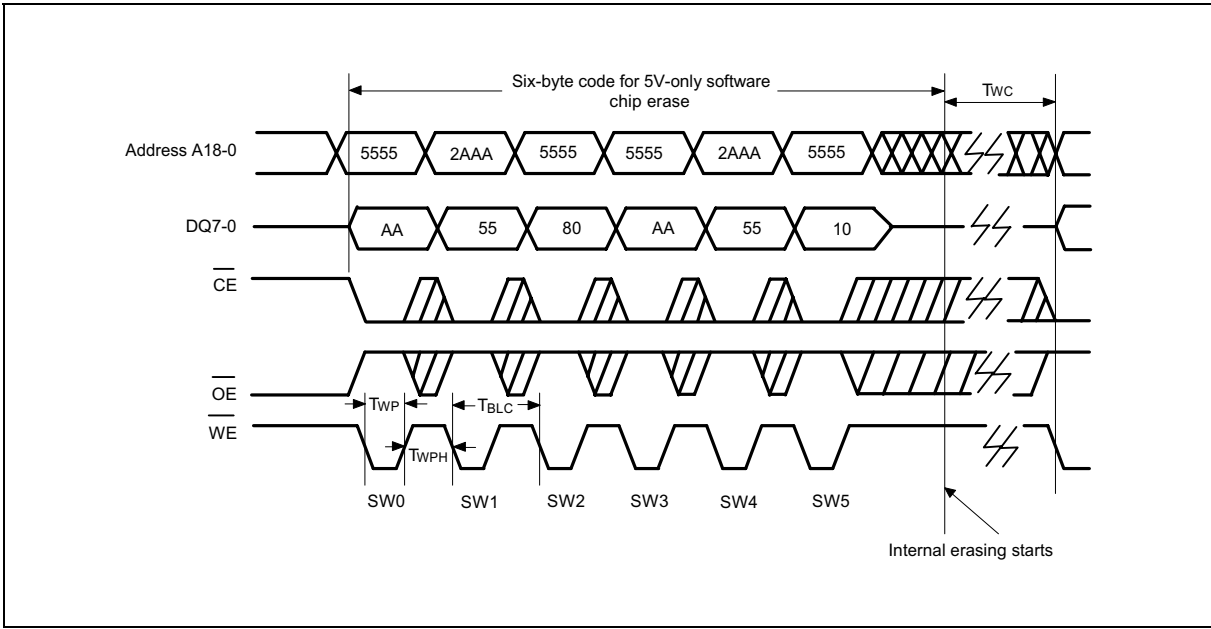 Six-byte code for 5V-only software
chip erase
TWC
Address A18-0
5555
2AAA
5555
5555
2AAA
5555
DQ7-0
AA
55
80
AA
55
10
CE
OE
TWP
TBLC
WE
TWPH
SW0
SW1
SW2
SW3
SW4
SW5
Internal erasing starts